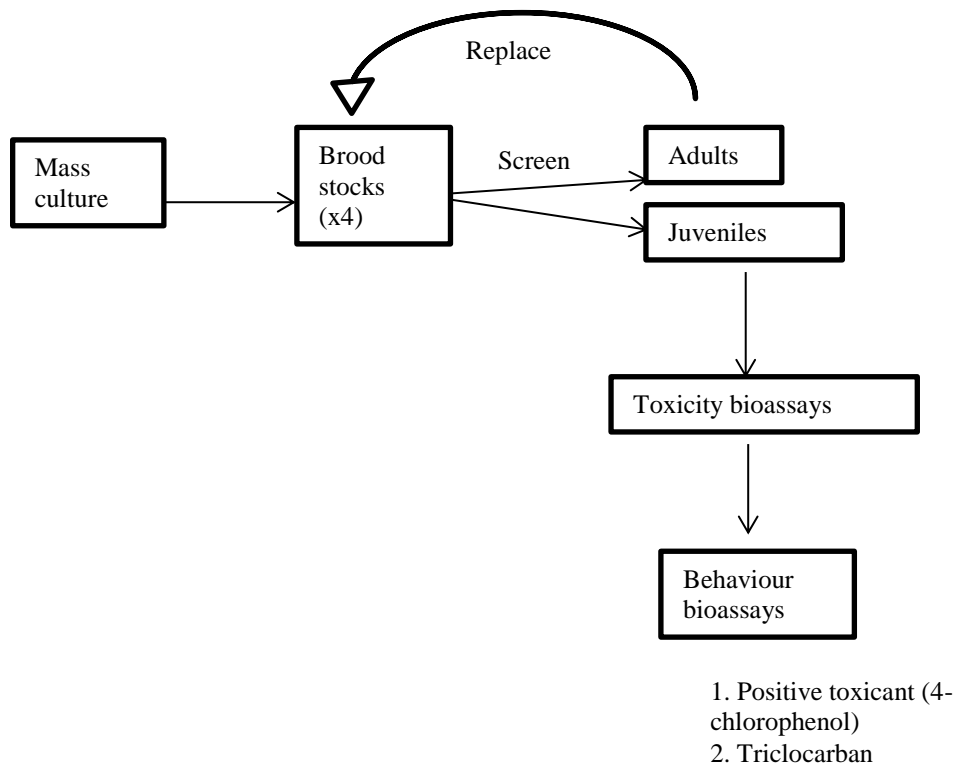 Replace
Mass
culture
Brood
stocks
(x4)
Screen
Adults
Juveniles
Toxicity bioassays
Behaviour
bioassays
1. Positive toxicant (4-
chlorophenol)
2. Triclocarban